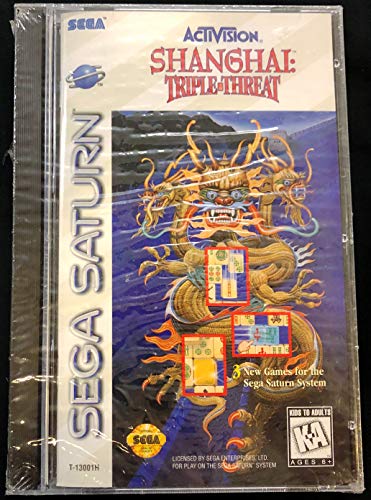 SEGA
ACTIVISION®
SHANGHAI:
TRIPLE-THREAT
SEGA SATURN™
3 New Games for the
Sega Saturn System
KIDS TO ADULTS
K-A
AGES 6+
SEGA
LICENSED BY SEGA ENTERPRISES, LTD.
FOR PLAY ON THE SEGA SATURN™ SYSTEM
T-13001H